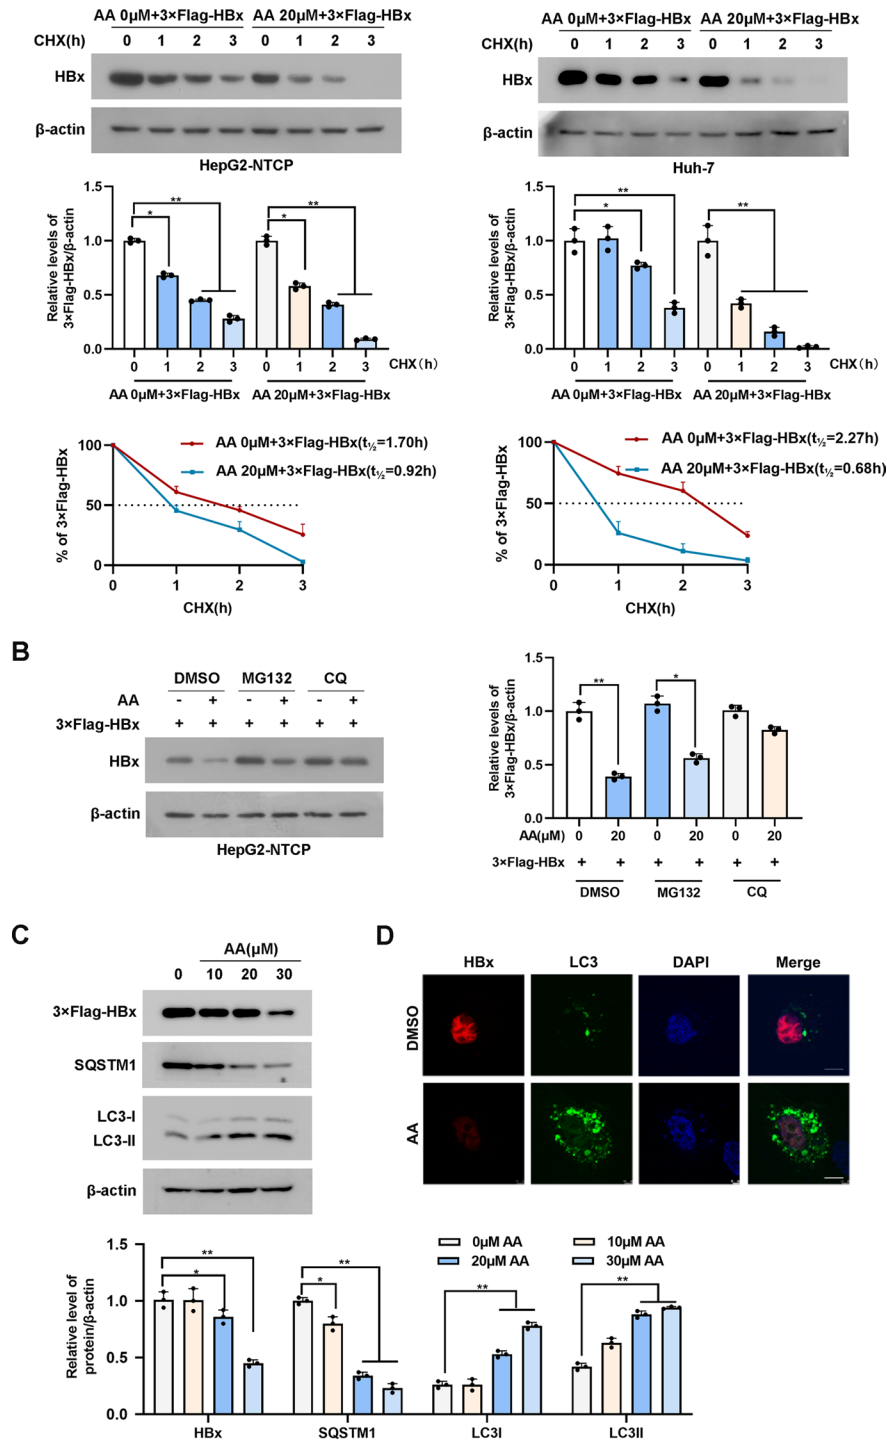 AA 0μM+3×Flag-HBx AA 20μM+3×Flag-HBx
CHX(h) 0 1 2 3 0 1 2 3
HBx
β-actin
HepG2-NTCP
AA 0μM+3×Flag-HBx AA 20μM+3×Flag-HBx
CHX(h) 0 1 2 3 0 1 2 3
HBx
β-actin
Huh-7
Relative levels of
3×Flag-HBx/β-actin
1.5
1.0
0.5
0.0
* ** * **
0 1 2 3 0 1 2 3 CHX(h)
AA 0μM+3×Flag-HBx AA 20μM+3×Flag-HBx
Relative levels of
3×Flag-HBx/β-actin
1.5
1.0
0.5
0.0
** * **
0 1 2 3 0 1 2 3 CHX(h)
AA 0μM+3×Flag-HBx AA 20μM+3×Flag-HBx
% of 3×Flag-HBx
100
50
0
AA 0μM+3×Flag-HBx(t½=1.70h)
AA 20μM+3×Flag-HBx(t½=0.92h)
0 1 2 3
CHX(h)
% of 3×Flag-HBx
100
50
0
AA 0μM+3×Flag-HBx(t½=2.27h)
AA 20μM+3×Flag-HBx(t½=0.68h)
0 1 2 3
CHX(h)
B
DMSO MG132 CQ
AA - + - + - +
3×Flag-HBx + + + + + +
HBx
β-actin
HepG2-NTCP
Relative levels of
3×Flag-HBx/β-actin
1.5
1.0
0.5
0.0
** *
AA(μM) 0 20 0 20 0 20
3×Flag-HBx + + + + + +
DMSO MG132 CQ
C
AA(μM)
0 10 20 30
3×Flag-HBx
SQSTM1
LC3-I
LC3-II
β-actin
D
HBx LC3 DAPI Merge
DMSO
AA
Relative level of
protein/β-actin
1.5
1.0
0.5
0.0
0μM AA 10μM AA
20μM AA 30μM AA
** * ** * ** **
HBx SQSTM1 LC3I LC3II